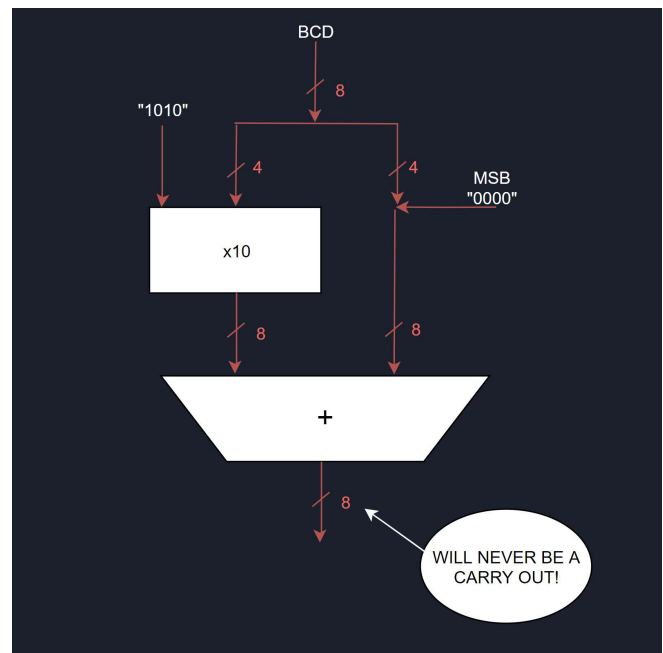 BCD
8
"1010"
4
4
MSB
"0000"
x10
8
8
+
8
WILL NEVER BE A
CARRY OUT!